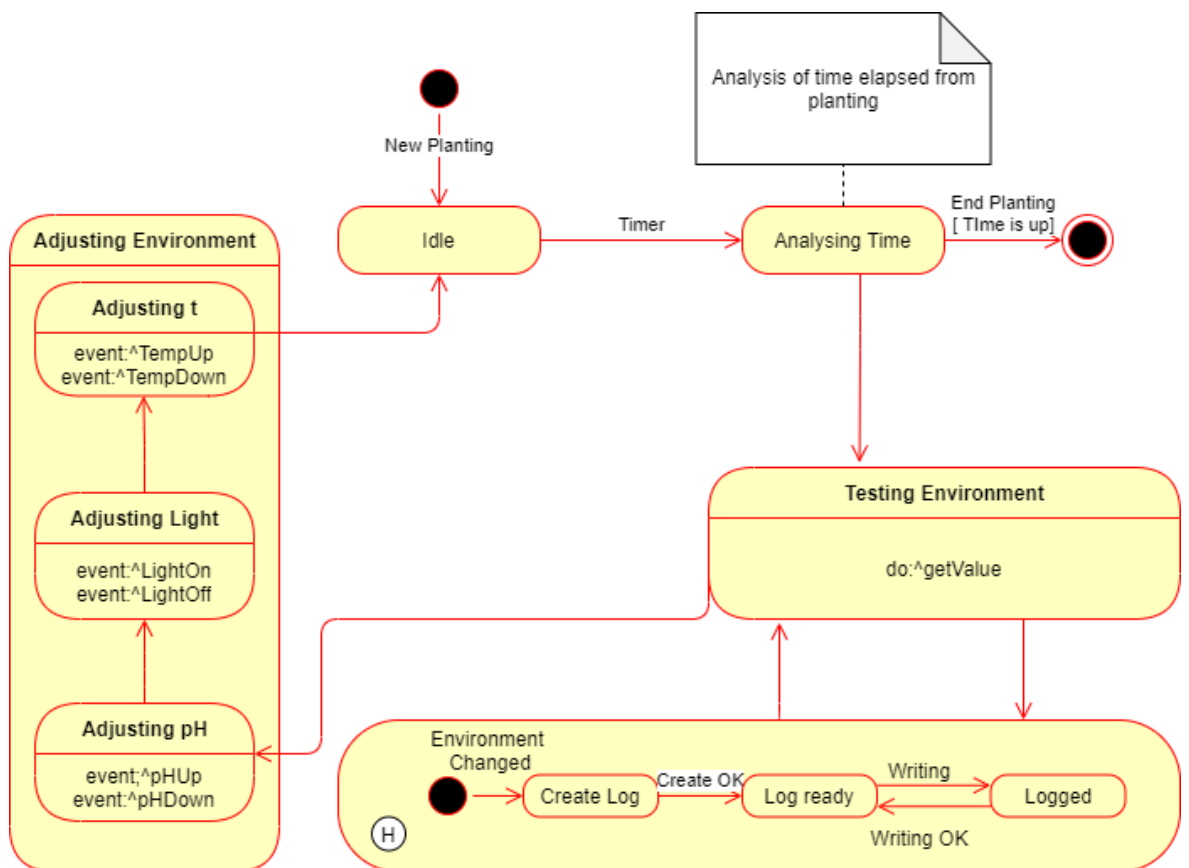 Analysis of time elapsed from
planting
New Planting
End Planting
[ TIme is up]
Adjusting Environment
Idle
Timer
Analysing Time
Adjusting t
event:^TempUp
event:^TempDown
Testing Environment
do:^getValue
Adjusting Light
event:^LightOn
event:^LightOff
Adjusting pH
event;^pHUp
event:^pHDown
Environment
Changed
Create Log
Create OK
Log ready
Writing
Logged
Writing OK
H